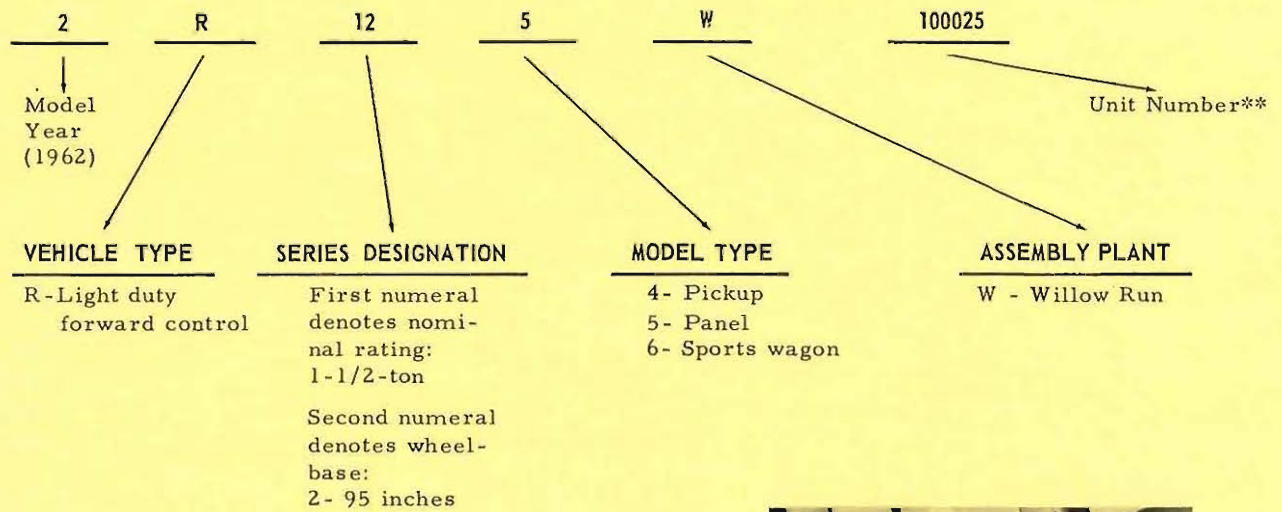 2 R 12 5 W 100025
Model
Year
(1962)
Unit Number**
VEHICLE TYPE
R-Light duty
forward control
SERIES DESIGNATION
First numeral
denotes nomi-
nal rating:
1-1/2-ton
Second numeral
denotes wheel-
base:
2- 95 inches
MODEL TYPE
4- Pickup
5- Panel
6- Sports wagon
ASSEMBLY PLANT
W - Willow Run